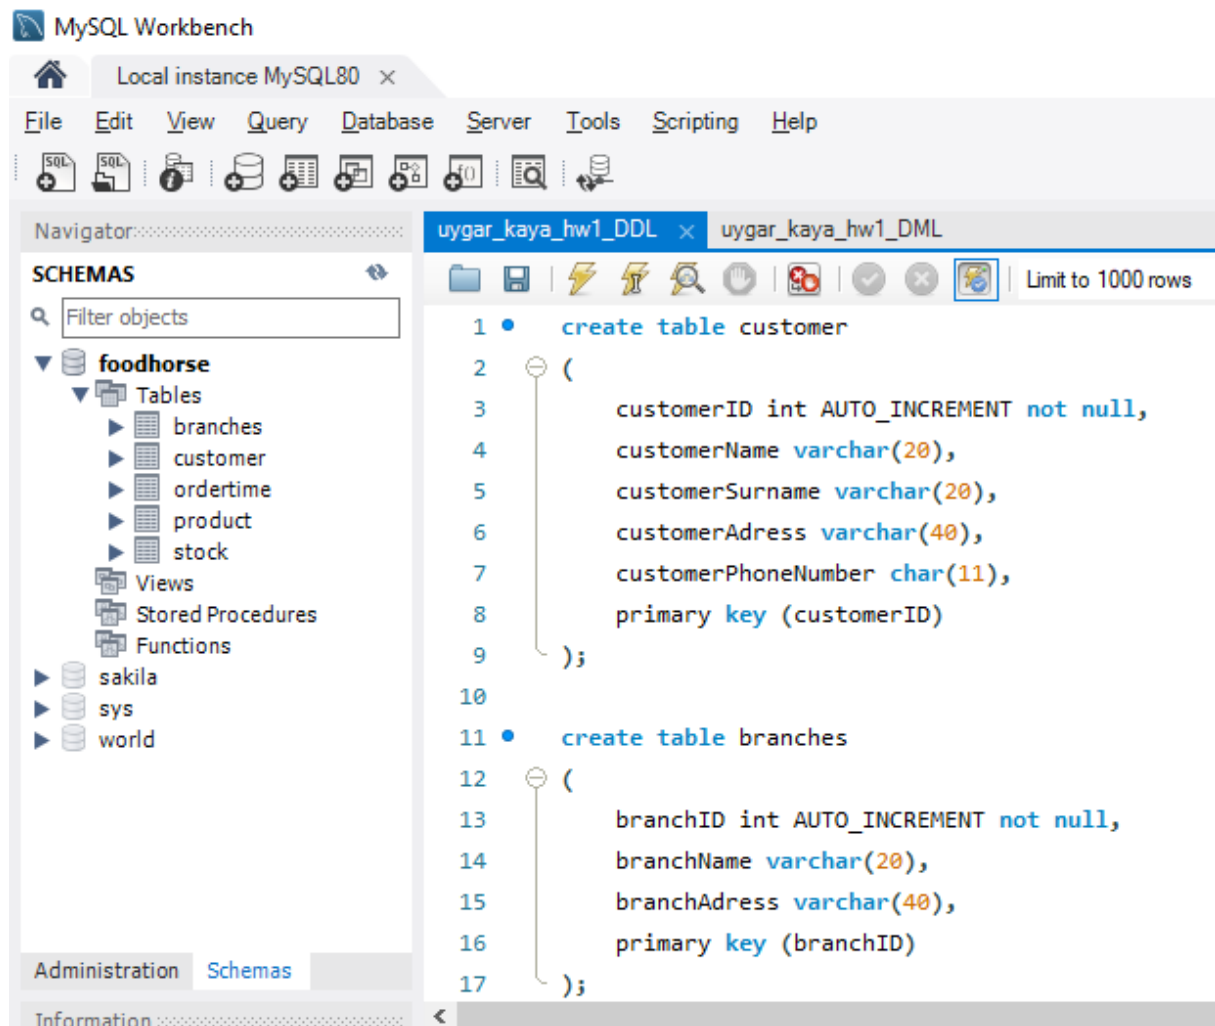 MySQL Workbench
Local instance MySQL80
File Edit View Query Database Server Tools Scripting Help
SQL SQL f()
Navigator
SCHEMAS
Filter objects
foodhorse
Tables
branches
customer
ordertime
product
stock
Views
Stored Procedures
Functions
sakila
sys
world
Administration Schemas
Information
uygar_kaya_hw1_DDL uygar_kaya_hw1_DML
Limit to 1000 rows
1 create table customer
2 (
3 customerID int AUTO_INCREMENT not null,
4 customerName varchar(20),
5 customerSurname varchar(20),
6 customerAdress varchar(40),
7 customerPhoneNumber char(11),
8 primary key (customerID)
9 );
10
11 create table branches
12 (
13 branchID int AUTO_INCREMENT not null,
14 branchName varchar(20),
15 branchAdress varchar(40),
16 primary key (branchID)
17 );